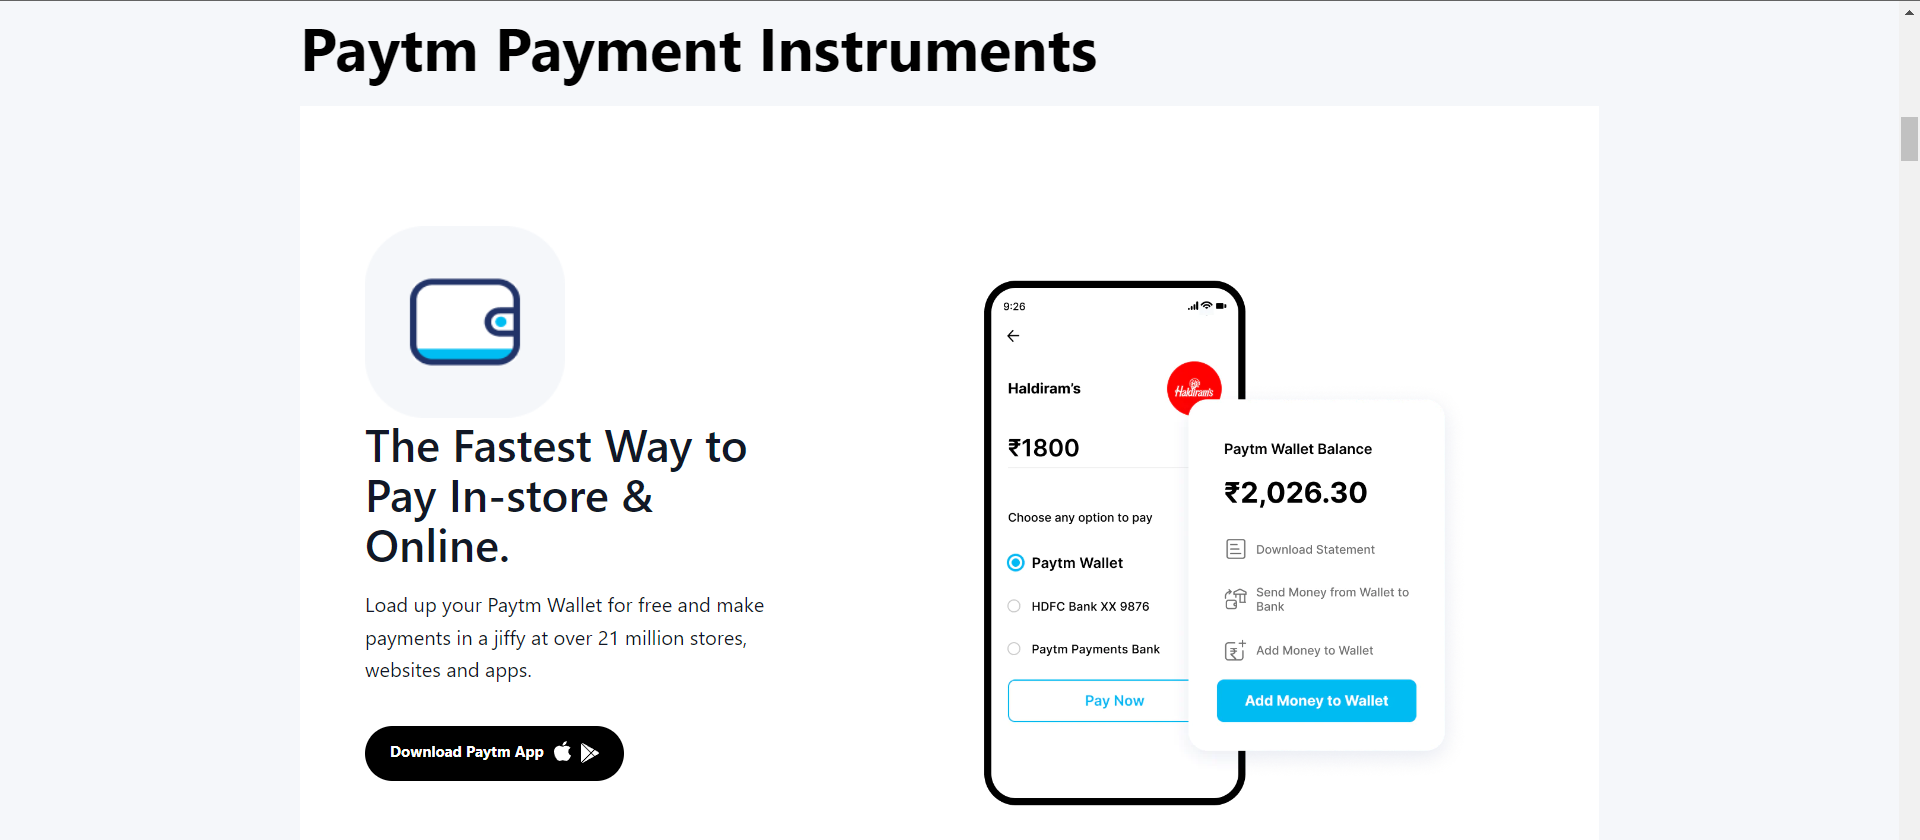 Paytm Payment Instruments
The Fastest Way to
Pay In-store &
Online.
Load up your Paytm Wallet for free and make
payments in a jiffy at over 21 million stores,
websites and apps.
Download Paytm App
9:26
Haldiram's
Haldiram's
₹1800
Choose any option to pay
Paytm Wallet
HDFC Bank XX 9876
Paytm Payments Bank
Pay Now
Paytm Wallet Balance
₹2,026.30
Download Statement
Send Money from Wallet to
Bank
Add Money to Wallet
Add Money to Wallet